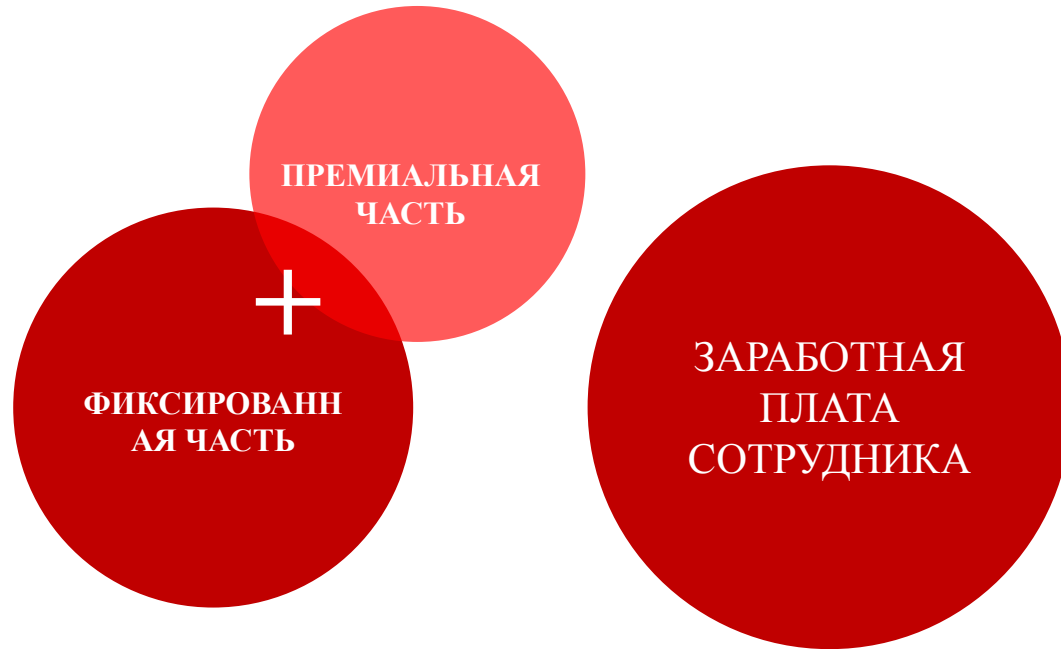 ПРЕМИАЛЬНАЯ
ЧАСТЬ
+
ФИКСИРОВАНН
АЯ ЧАСТЬ
ЗАРАБОТНАЯ
ПЛАТА
СОТРУДНИКА